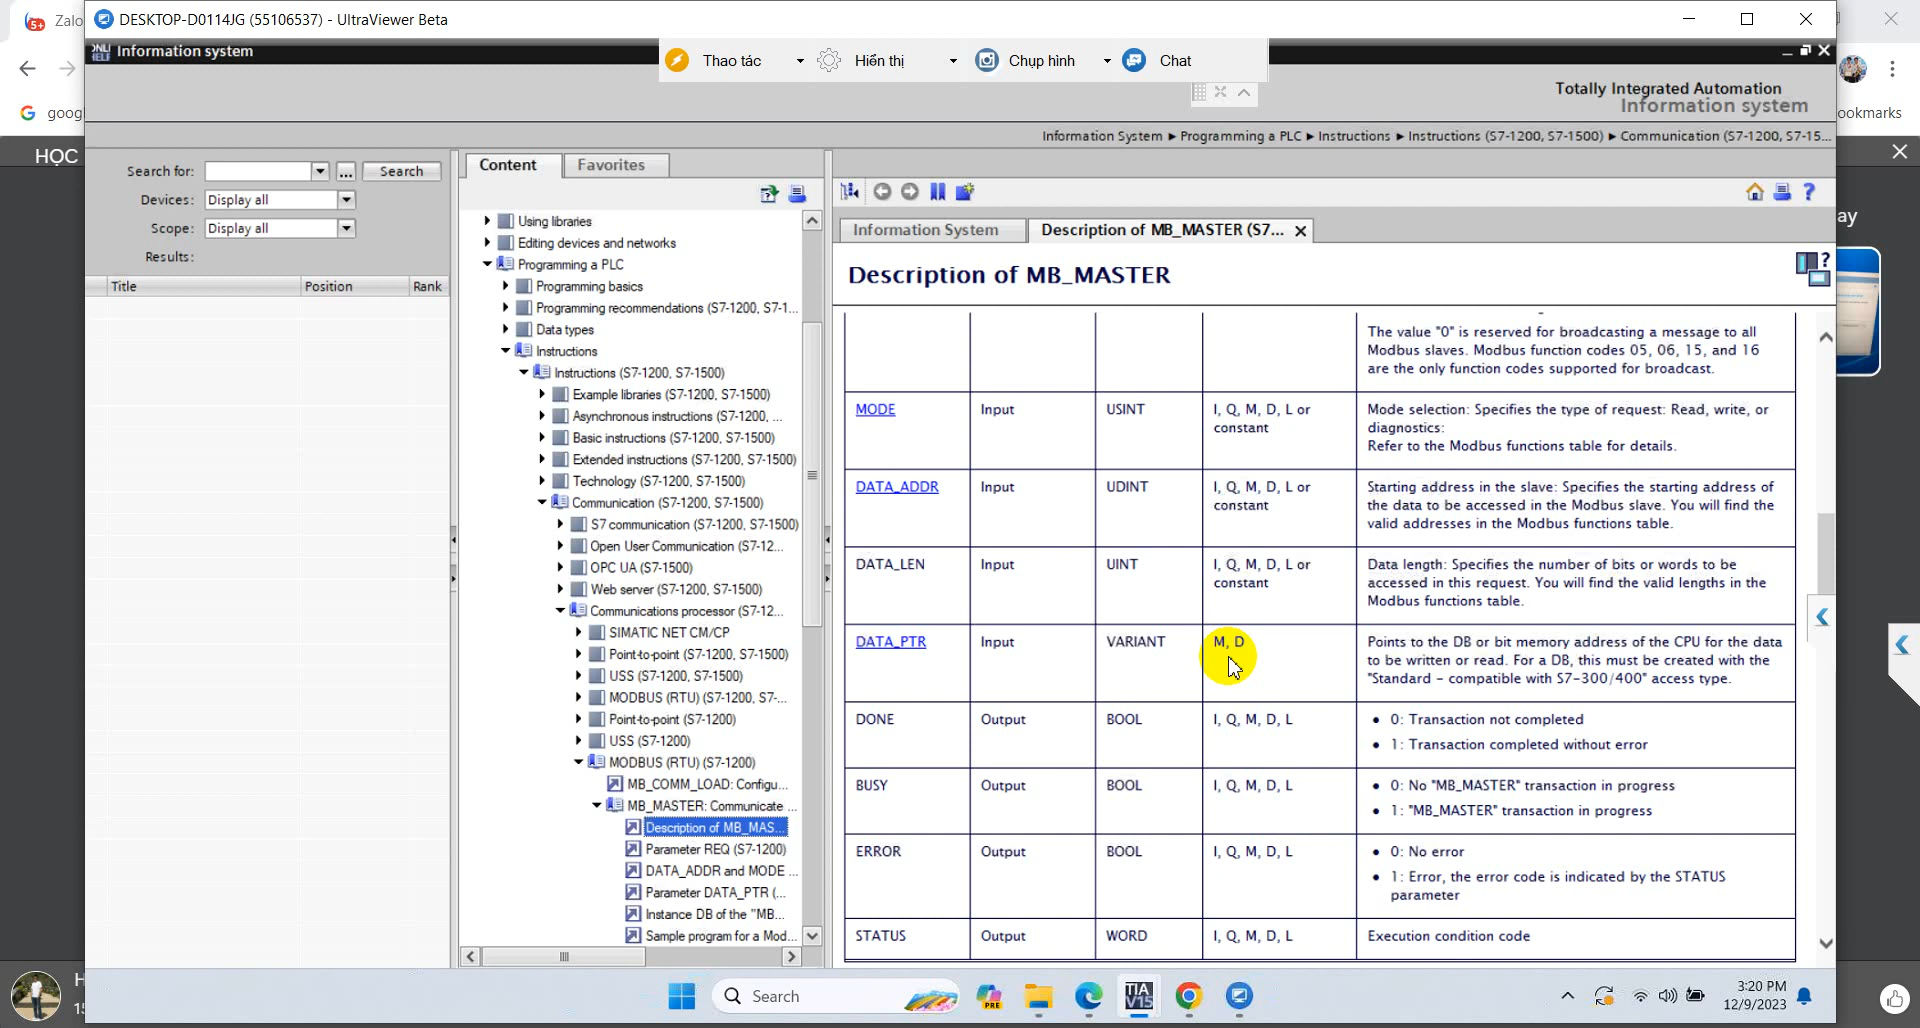 Zalo
DESKTOP-D0114JG (55106537) - UltraViewer Beta
Information system
Thao tác
Hiển thị
Chụp hình
Chat
Totally Integrated Automation
Information system
goog
ookmarks
HỌC
ay
Information System ▸ Programming a PLC ▸ Instructions ▸ Instructions (S7-1200, S7-1500) ▸ Communication (S7-1200, S7-15...
Search for:
...
Search
Devices:
Display all
Scope:
Display all
Results:
Title
Position
Rank
Content
Favorites
Using libraries
Editing devices and networks
Programming a PLC
Programming basics
Programming recommendations (S7-1200, S7-1...
Data types
Instructions
Instructions (S7-1200, S7-1500)
Example libraries (S7-1200, S7-1500)
Asynchronous instructions (S7-1200, ...
Basic instructions (S7-1200, S7-1500)
Extended instructions (S7-1200, S7-1500)
Technology (S7-1200, S7-1500)
Communication (S7-1200, S7-1500)
S7 communication (S7-1200, S7-1500)
Open User Communication (S7-12...
OPC UA (S7-1500)
Web server (S7-1200, S7-1500)
Communications processor (S7-12...
SIMATIC NET CM/CP
Point-to-point (S7-1200, S7-1500)
USS (S7-1200, S7-1500)
MODBUS (RTU) (S7-1200, S7-...
Point-to-point (S7-1200)
USS (S7-1200)
MODBUS (RTU) (S7-1200)
MB_COMM_LOAD: Configu...
MB_MASTER: Communicate ...
Description of MB_MAS...
Parameter REQ (S7-1200)
DATA_ADDR and MODE ...
Parameter DATA_PTR (...
Instance DB of the "MB...
Sample program for a Mod...
Information System
Description of MB_MASTER (S7...
Description of MB_MASTER
The value "0" is reserved for broadcasting a message to all
Modbus slaves. Modbus function codes 05, 06, 15, and 16
are the only function codes supported for broadcast.
MODE
Input
USINT
I, Q, M, D, L or
constant
Mode selection: Specifies the type of request: Read, write, or
diagnostics:
Refer to the Modbus functions table for details.
DATA_ADDR
Input
UDINT
I, Q, M, D, L or
constant
Starting address in the slave: Specifies the starting address of
the data to be accessed in the Modbus slave. You will find the
valid addresses in the Modbus functions table.
DATA_LEN
Input
UINT
I, Q, M, D, L or
constant
Data length: Specifies the number of bits or words to be
accessed in this request. You will find the valid lengths in the
Modbus functions table.
DATA_PTR
Input
VARIANT
M, D
Points to the DB or bit memory address of the CPU for the data
to be written or read. For a DB, this must be created with the
"Standard – compatible with S7-300/400" access type.
DONE
Output
BOOL
I, Q, M, D, L
• 0: Transaction not completed
• 1: Transaction completed without error
BUSY
Output
BOOL
I, Q, M, D, L
• 0: No "MB_MASTER" transaction in progress
• 1: "MB_MASTER" transaction in progress
ERROR
Output
BOOL
I, Q, M, D, L
• 0: No error
• 1: Error, the error code is indicated by the STATUS
parameter
STATUS
Output
WORD
I, Q, M, D, L
Execution condition code
Search
PRE
TIA
V15
3:20 PM
12/9/2023